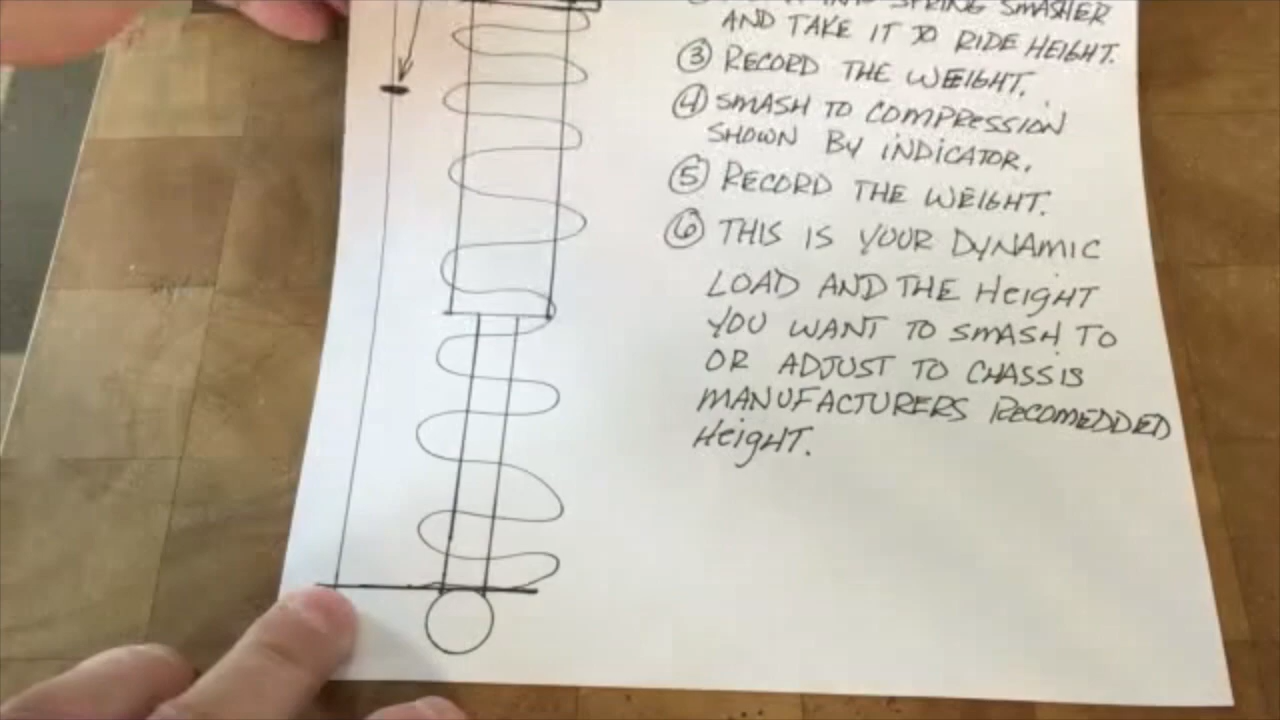 SPRING SMASHER
AND TAKE IT TO RIDE HEIGHT.
③ RECORD THE WEIGHT.
④ SMASH TO COMPRESSION
SHOWN BY INDICATOR.
⑤ RECORD THE WEIGHT.
⑥ THIS IS YOUR DYNAMIC
LOAD AND THE HEIGHT
YOU WANT TO SMASH TO
OR ADJUST TO CHASSIS
MANUFACTURERS RECOMEDDED
HEIGHT.